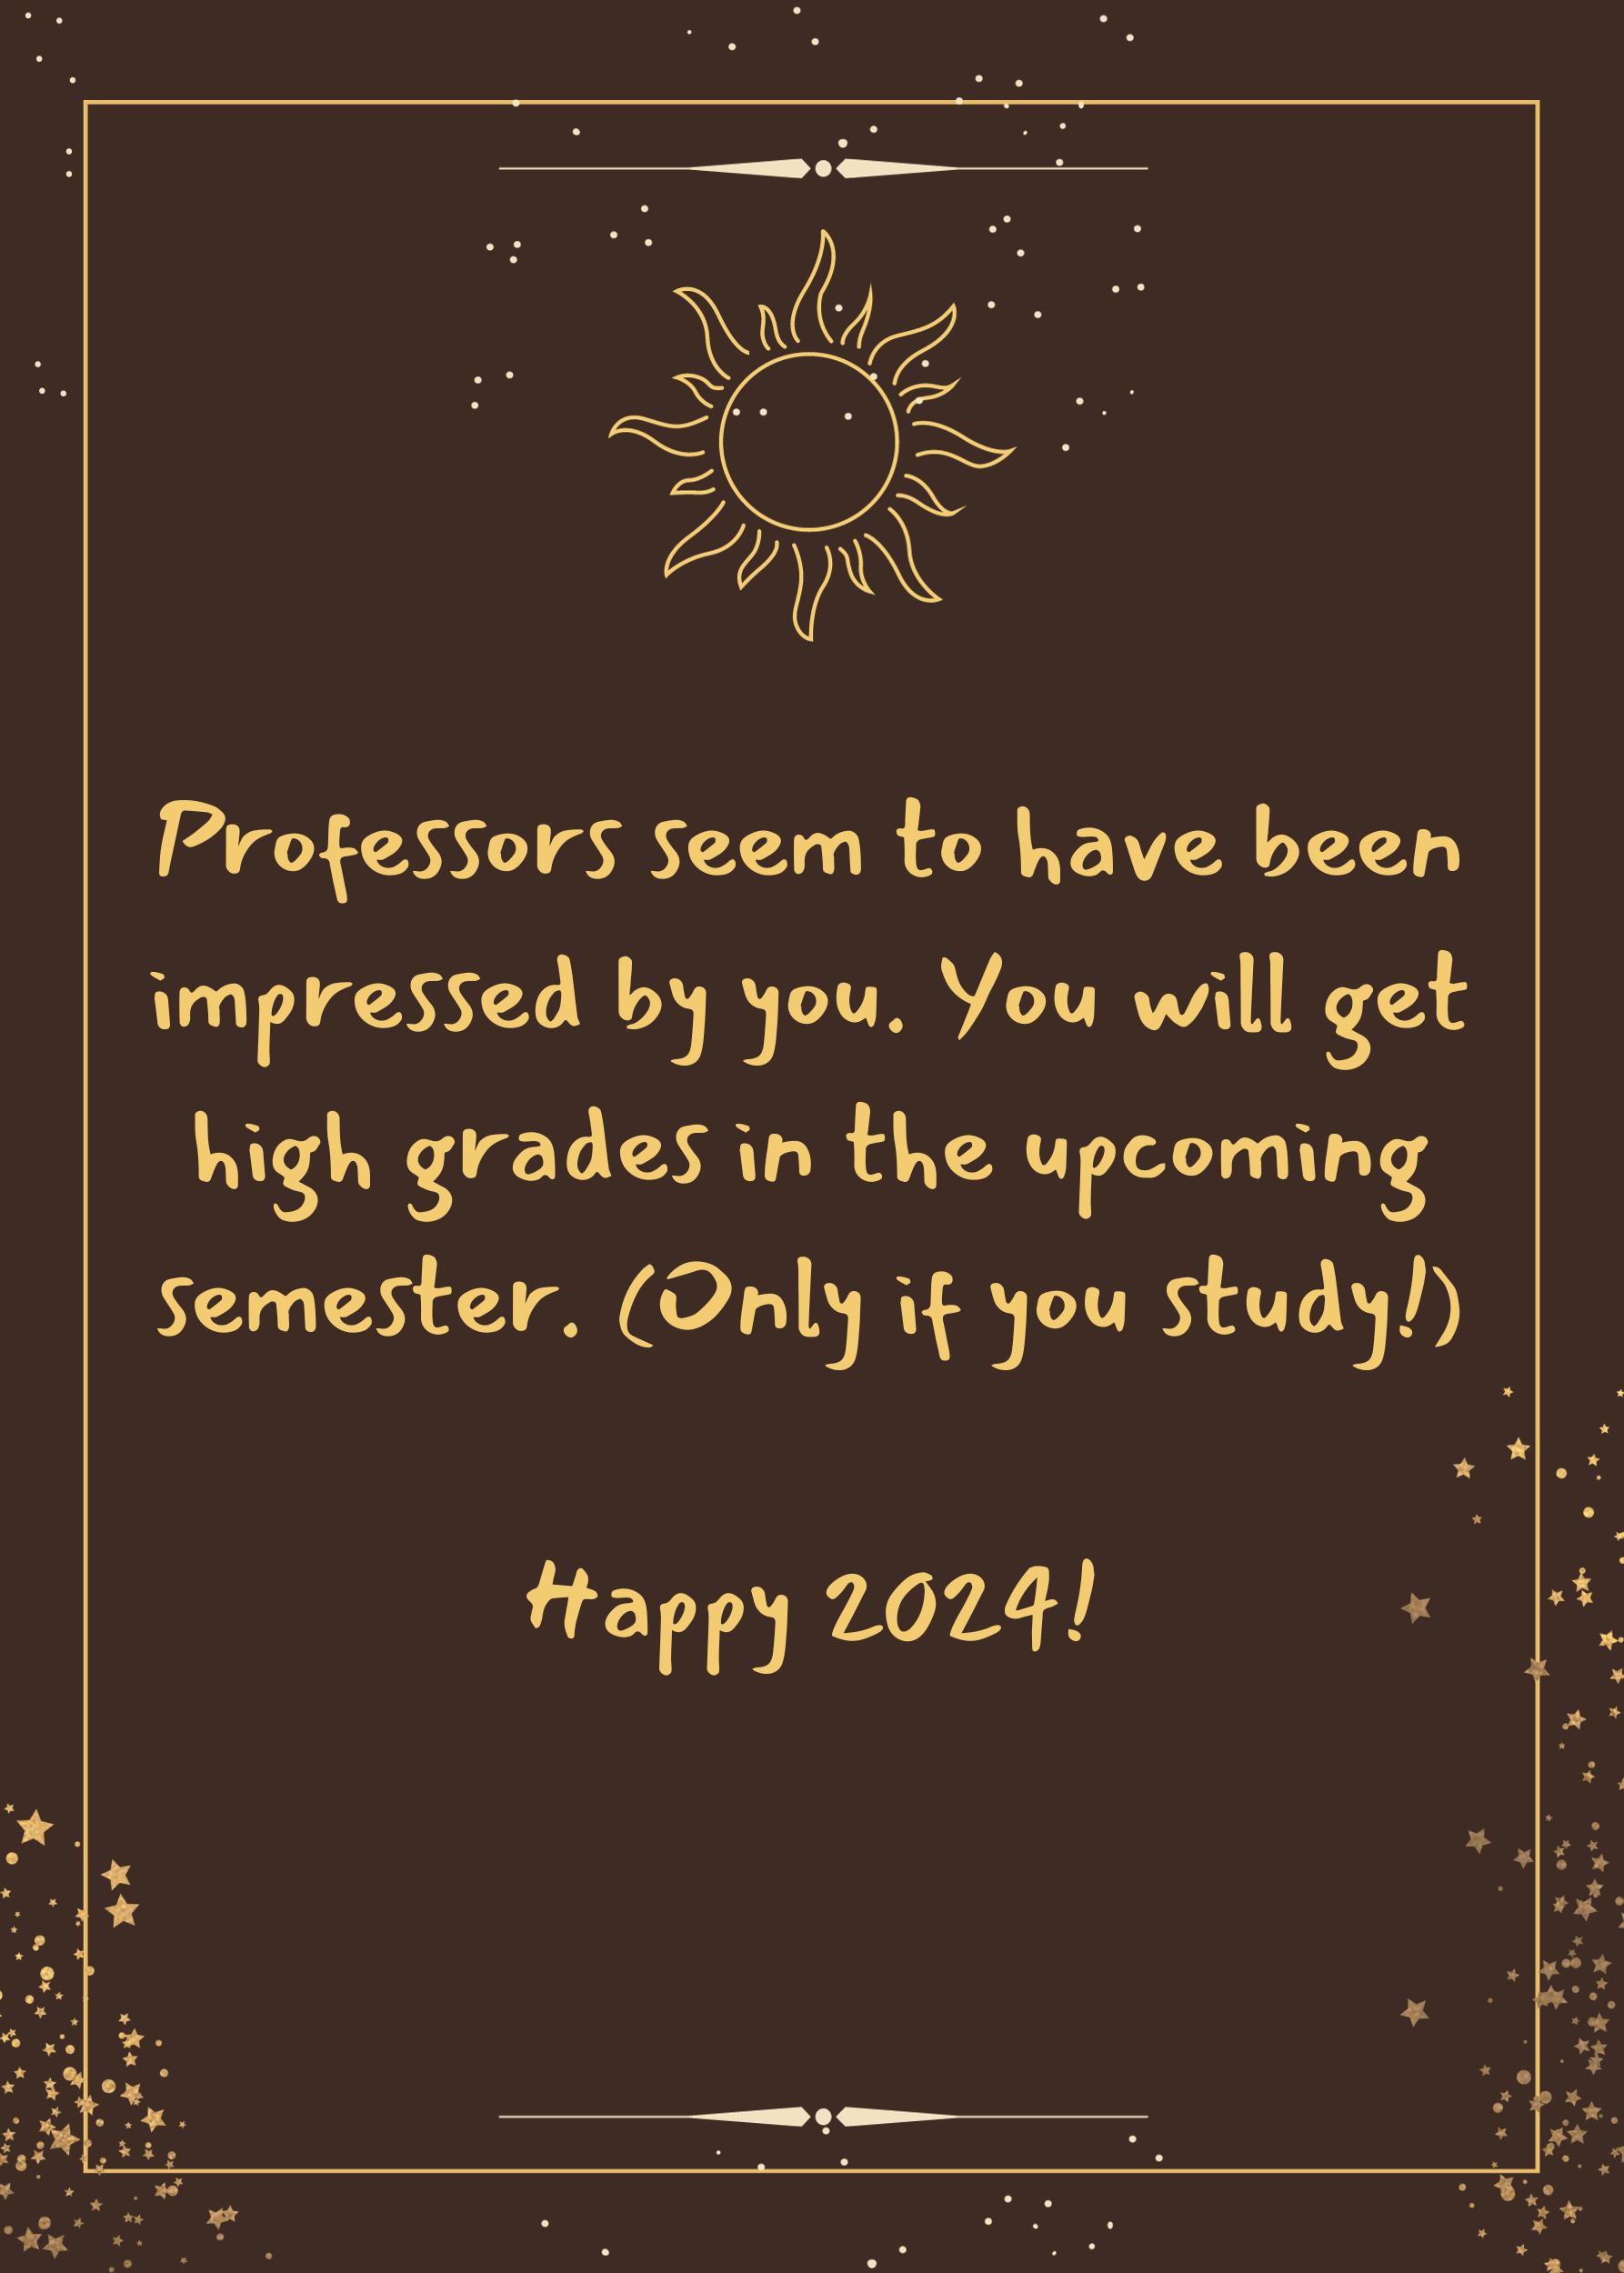 Professors seem to have been
impressed by you. You will get
high grades in the upcoming
semester. (Only if you study!)
Happy 2024!